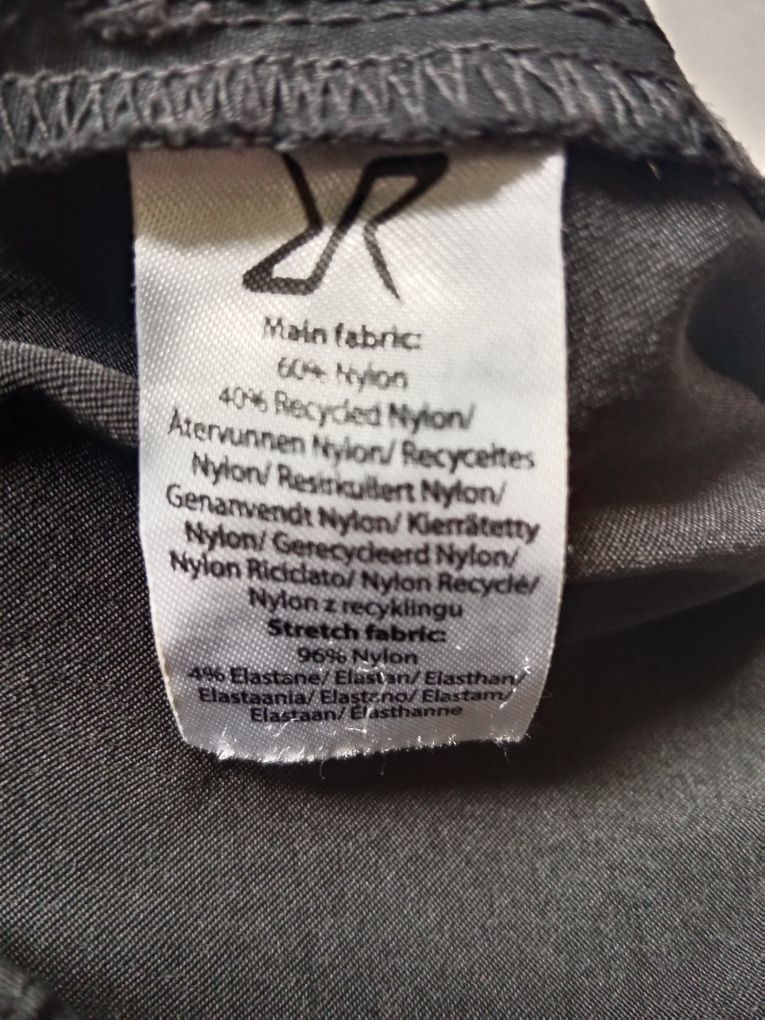 Main fabric:
60% Nylon
40% Recycled Nylon/
Återvunnen Nylon/ Recyceltes
Nylon/ Resirkulert Nylon/
Genanvendt Nylon/ Kierrätetty
Nylon/ Gerecycleerd Nylon/
Nylon Riciclato/ Nylon Recyclé/
Nylon z recyklingu
Stretch fabric:
96% Nylon
4% Elastane/ Elastan/ Elasthan/
Elastaania/ Elastano/ Elastam/
Elastaan/ Élasthanne